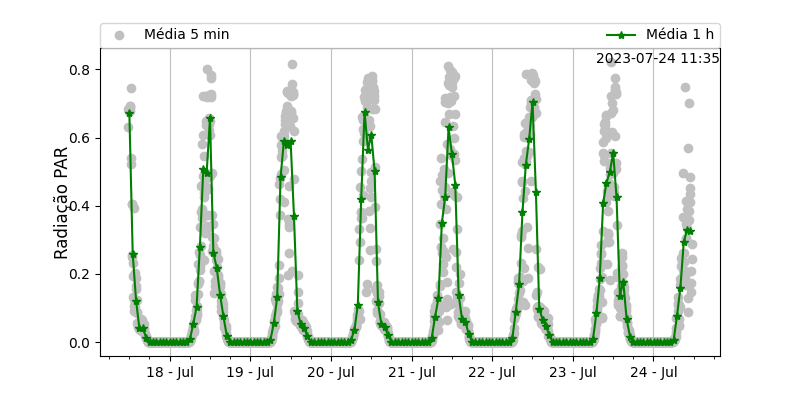 Média 5 min
Média 1 h
2023-07-24 11:35
Radiação PAR
0.8
0.6
0.4
0.2
0.0
18 - Jul
19 - Jul
20 - Jul
21 - Jul
22 - Jul
23 - Jul
24 - Jul